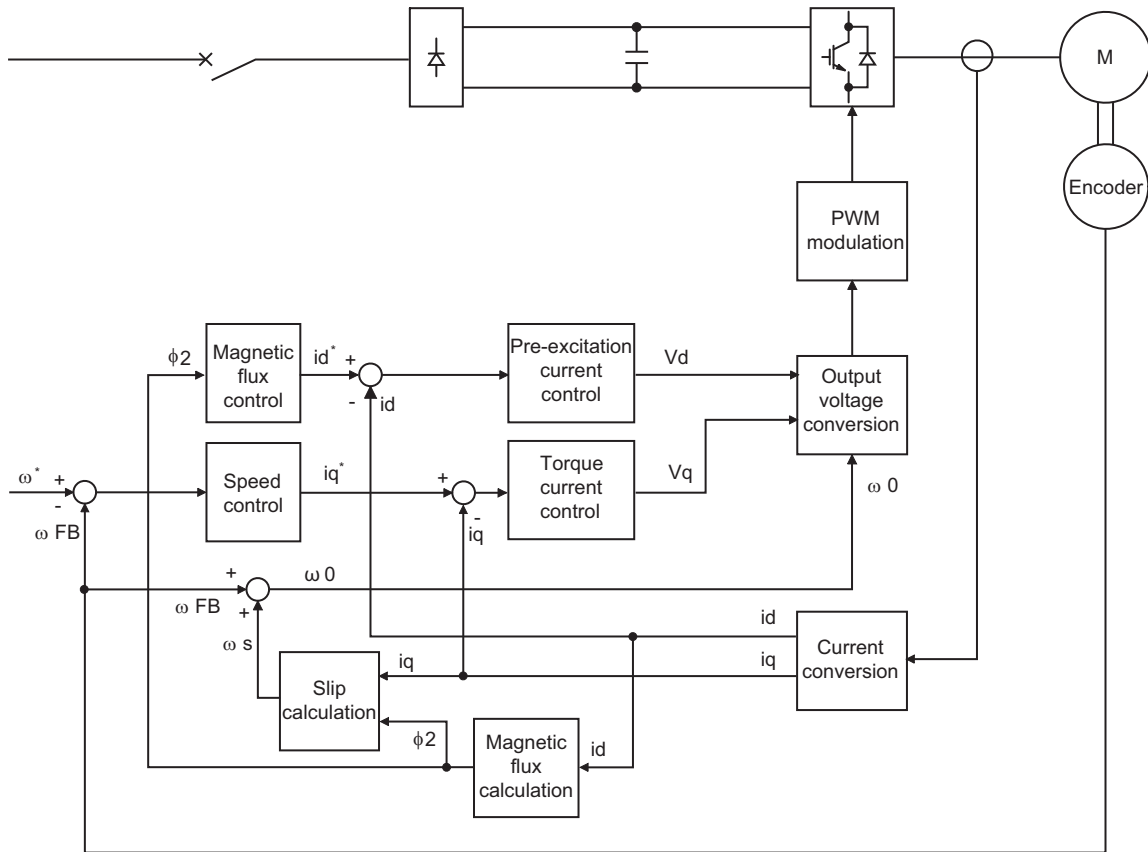 M
Encoder
PWM
modulation
ϕ2
Magnetic
flux
control
id*
+
-
id
Pre-excitation
current
control
Vd
Output
voltage
conversion
ω*
+
-
ω FB
Speed
control
iq*
+
-
iq
Torque
current
control
Vq
ω 0
+
ω FB
+
ω 0
ω s
Slip
calculation
iq
ϕ2
id
iq
Current
conversion
Magnetic
flux
calculation
id